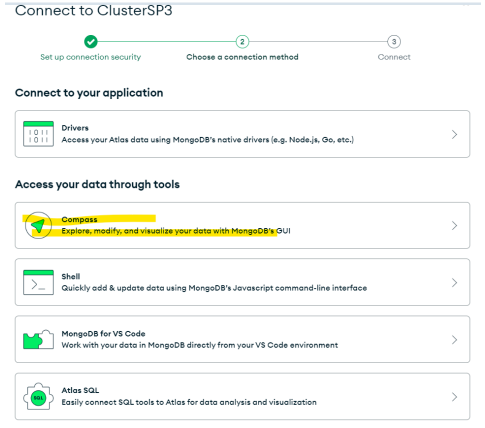 Connect to ClusterSP3
2
3
Set up connection security
Choose a connection method
Connect
Connect to your application
1011
1011
Drivers
Access your Atlas data using MongoDB's native drivers (e.g. Node.js, Go, etc.)
Access your data through tools
Compass
Explore, modify, and visualize your data with MongoDB's GUI
>_
Shell
Quickly add & update data using MongoDB's Javascript command-line interface
MongoDB for VS Code
Work with your data in MongoDB directly from your VS Code environment
SQL
Atlas SQL
Easily connect SQL tools to Atlas for data analysis and visualization